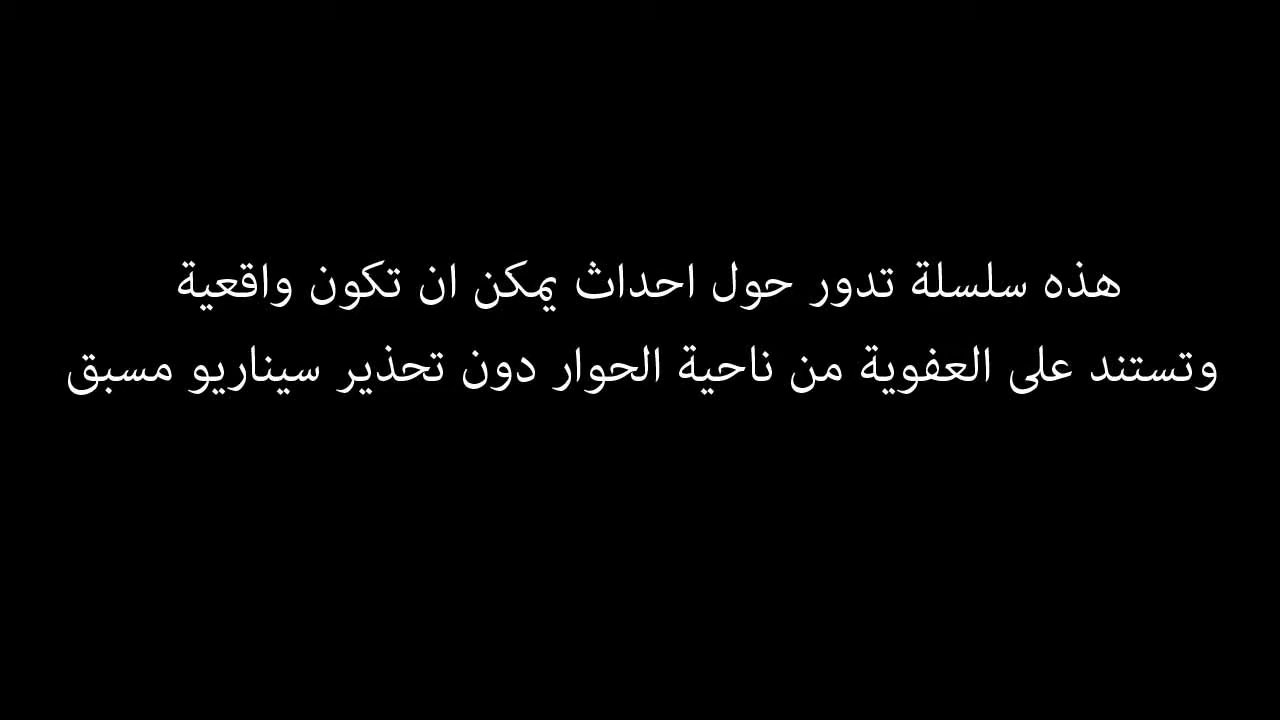 هذه سلسلة تدور حول احداث يمكن ان تكون واقعية
وتستند على العفوية من ناحية الحوار دون تحذير سيناريو مسبق